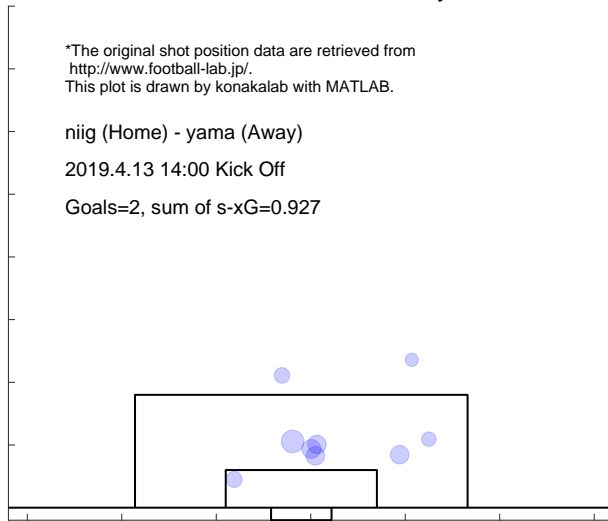 *The original shot position data are retrieved from
http://www.football-lab.jp/.
This plot is drawn by konakalab with MATLAB.
niig (Home) - yama (Away)
2019.4.13 14:00 Kick Off
Goals=2, sum of s-xG=0.927